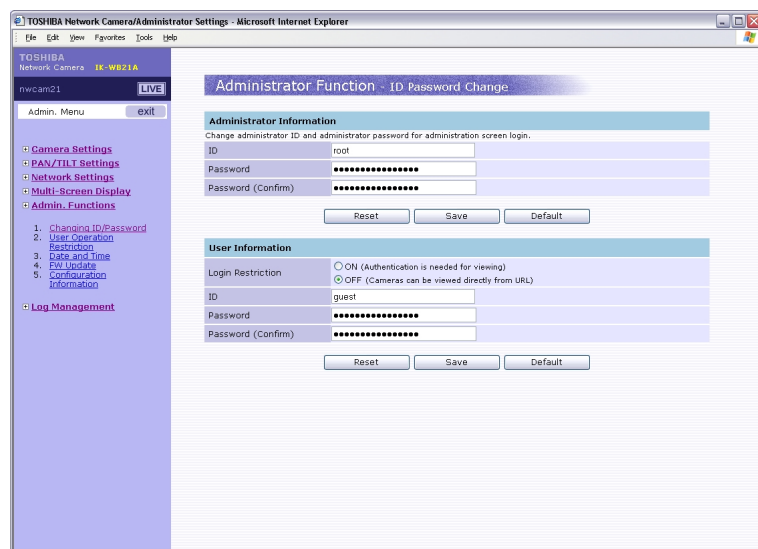 TOSHIBA Network Camera/Administrator Settings - Microsoft Internet Explorer
File Edit View Favorites Tools Help
TOSHIBA
Network Camera IK-WB21A
nwcam21 LIVE
Admin. Menu exit
Camera Settings
PAN/TILT Settings
Network Settings
Multi-Screen Display
Admin. Functions
1. Changing ID/Password
2. User Operation
Restriction
3. Date and Time
4. FW Update
5. Configuration
Information
Log Management
Administrator Function - ID Password Change
Administrator Information
Change administrator ID and administrator password for administration screen login.
ID root
Password ••••••••••••••••
Password (Confirm) ••••••••••••••••
Reset Save Default
User Information
Login Restriction
ON (Authentication is needed for viewing)
OFF (Cameras can be viewed directly from URL)
ID guest
Password ••••••••••••••••
Password (Confirm) ••••••••••••••••
Reset Save Default